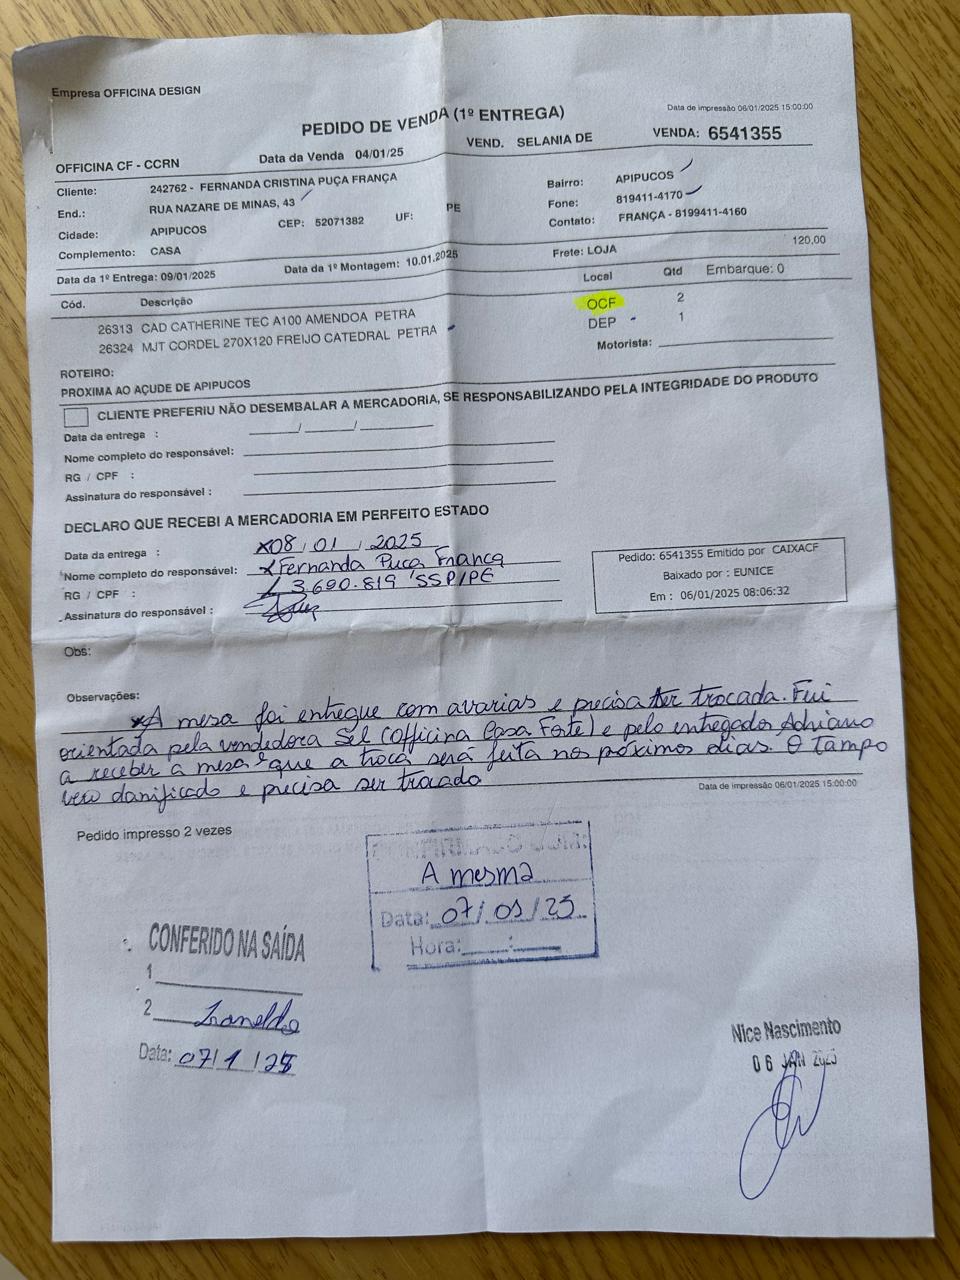 Empresa OFFICINA DESIGN
Data de impressão 06/01/2025 15:00:00
PEDIDO DE VENDA (1º ENTREGA)
OFFICINA CF - CCRN Data da Venda 04/01/25 VEND. SELANIA DE VENDA: 6541355
Cliente: 242762 - FERNANDA CRISTINA PUÇA FRANÇA Bairro: APIPUCOS
End.: RUA NAZARE DE MINAS, 43 Fone: 819411-4170
Cidade: APIPUCOS CEP: 52071382 UF: PE Contato: FRANÇA - 8199411-4160
Complemento: CASA
Data da 1º Entrega: 09/01/2025 Data da 1º Montagem: 10.01.2025 Frete: LOJA 120,00
Cód. Descrição Local Qtd Embarque: 0
26313 CAD CATHERINE TEC A100 AMENDOA PETRA OCF 2
26324 MJT CORDEL 270X120 FREIJO CATEDRAL PETRA DEP - 1
Motorista:
ROTEIRO:
PROXIMA AO AÇUDE DE APIPUCOS
CLIENTE PREFERIU NÃO DESEMBALAR A MERCADORIA, SE RESPONSABILIZANDO PELA INTEGRIDADE DO PRODUTO
Data da entrega : / /
Nome completo do responsável:
RG / CPF :
Assinatura do responsável :
DECLARO QUE RECEBI A MERCADORIA EM PERFEITO ESTADO
Data da entrega : x08/01/2025
Nome completo do responsável: x Fernanda Puça França
RG / CPF : 3.690.819 SSP/PE
Assinatura do responsável :
Pedido: 6541355 Emitido por CAIXACF
Baixado por : EUNICE
Em : 06/01/2025 08:06:32
Obs:
Observações:
*A mesa foi entregue com avarias e precisa ser trocada. Fui
orientada pela vendedora Sel (Officina Casa Forte) e pelo entregador Adriano
a receber a mesa e que a troca será feita nos próximos dias. O tampo
veio danificado e precisa ser trocado
Data de impressão 06/01/2025 15:00:00
Pedido impresso 2 vezes
CONFIRMADO COM:
A mesma
Data: 07/01/25
Hora: :
CONFERIDO NA SAÍDA
1
2 Ivanildo
Data: 07/1/25
Nice Nascimento
06 JAN 2025